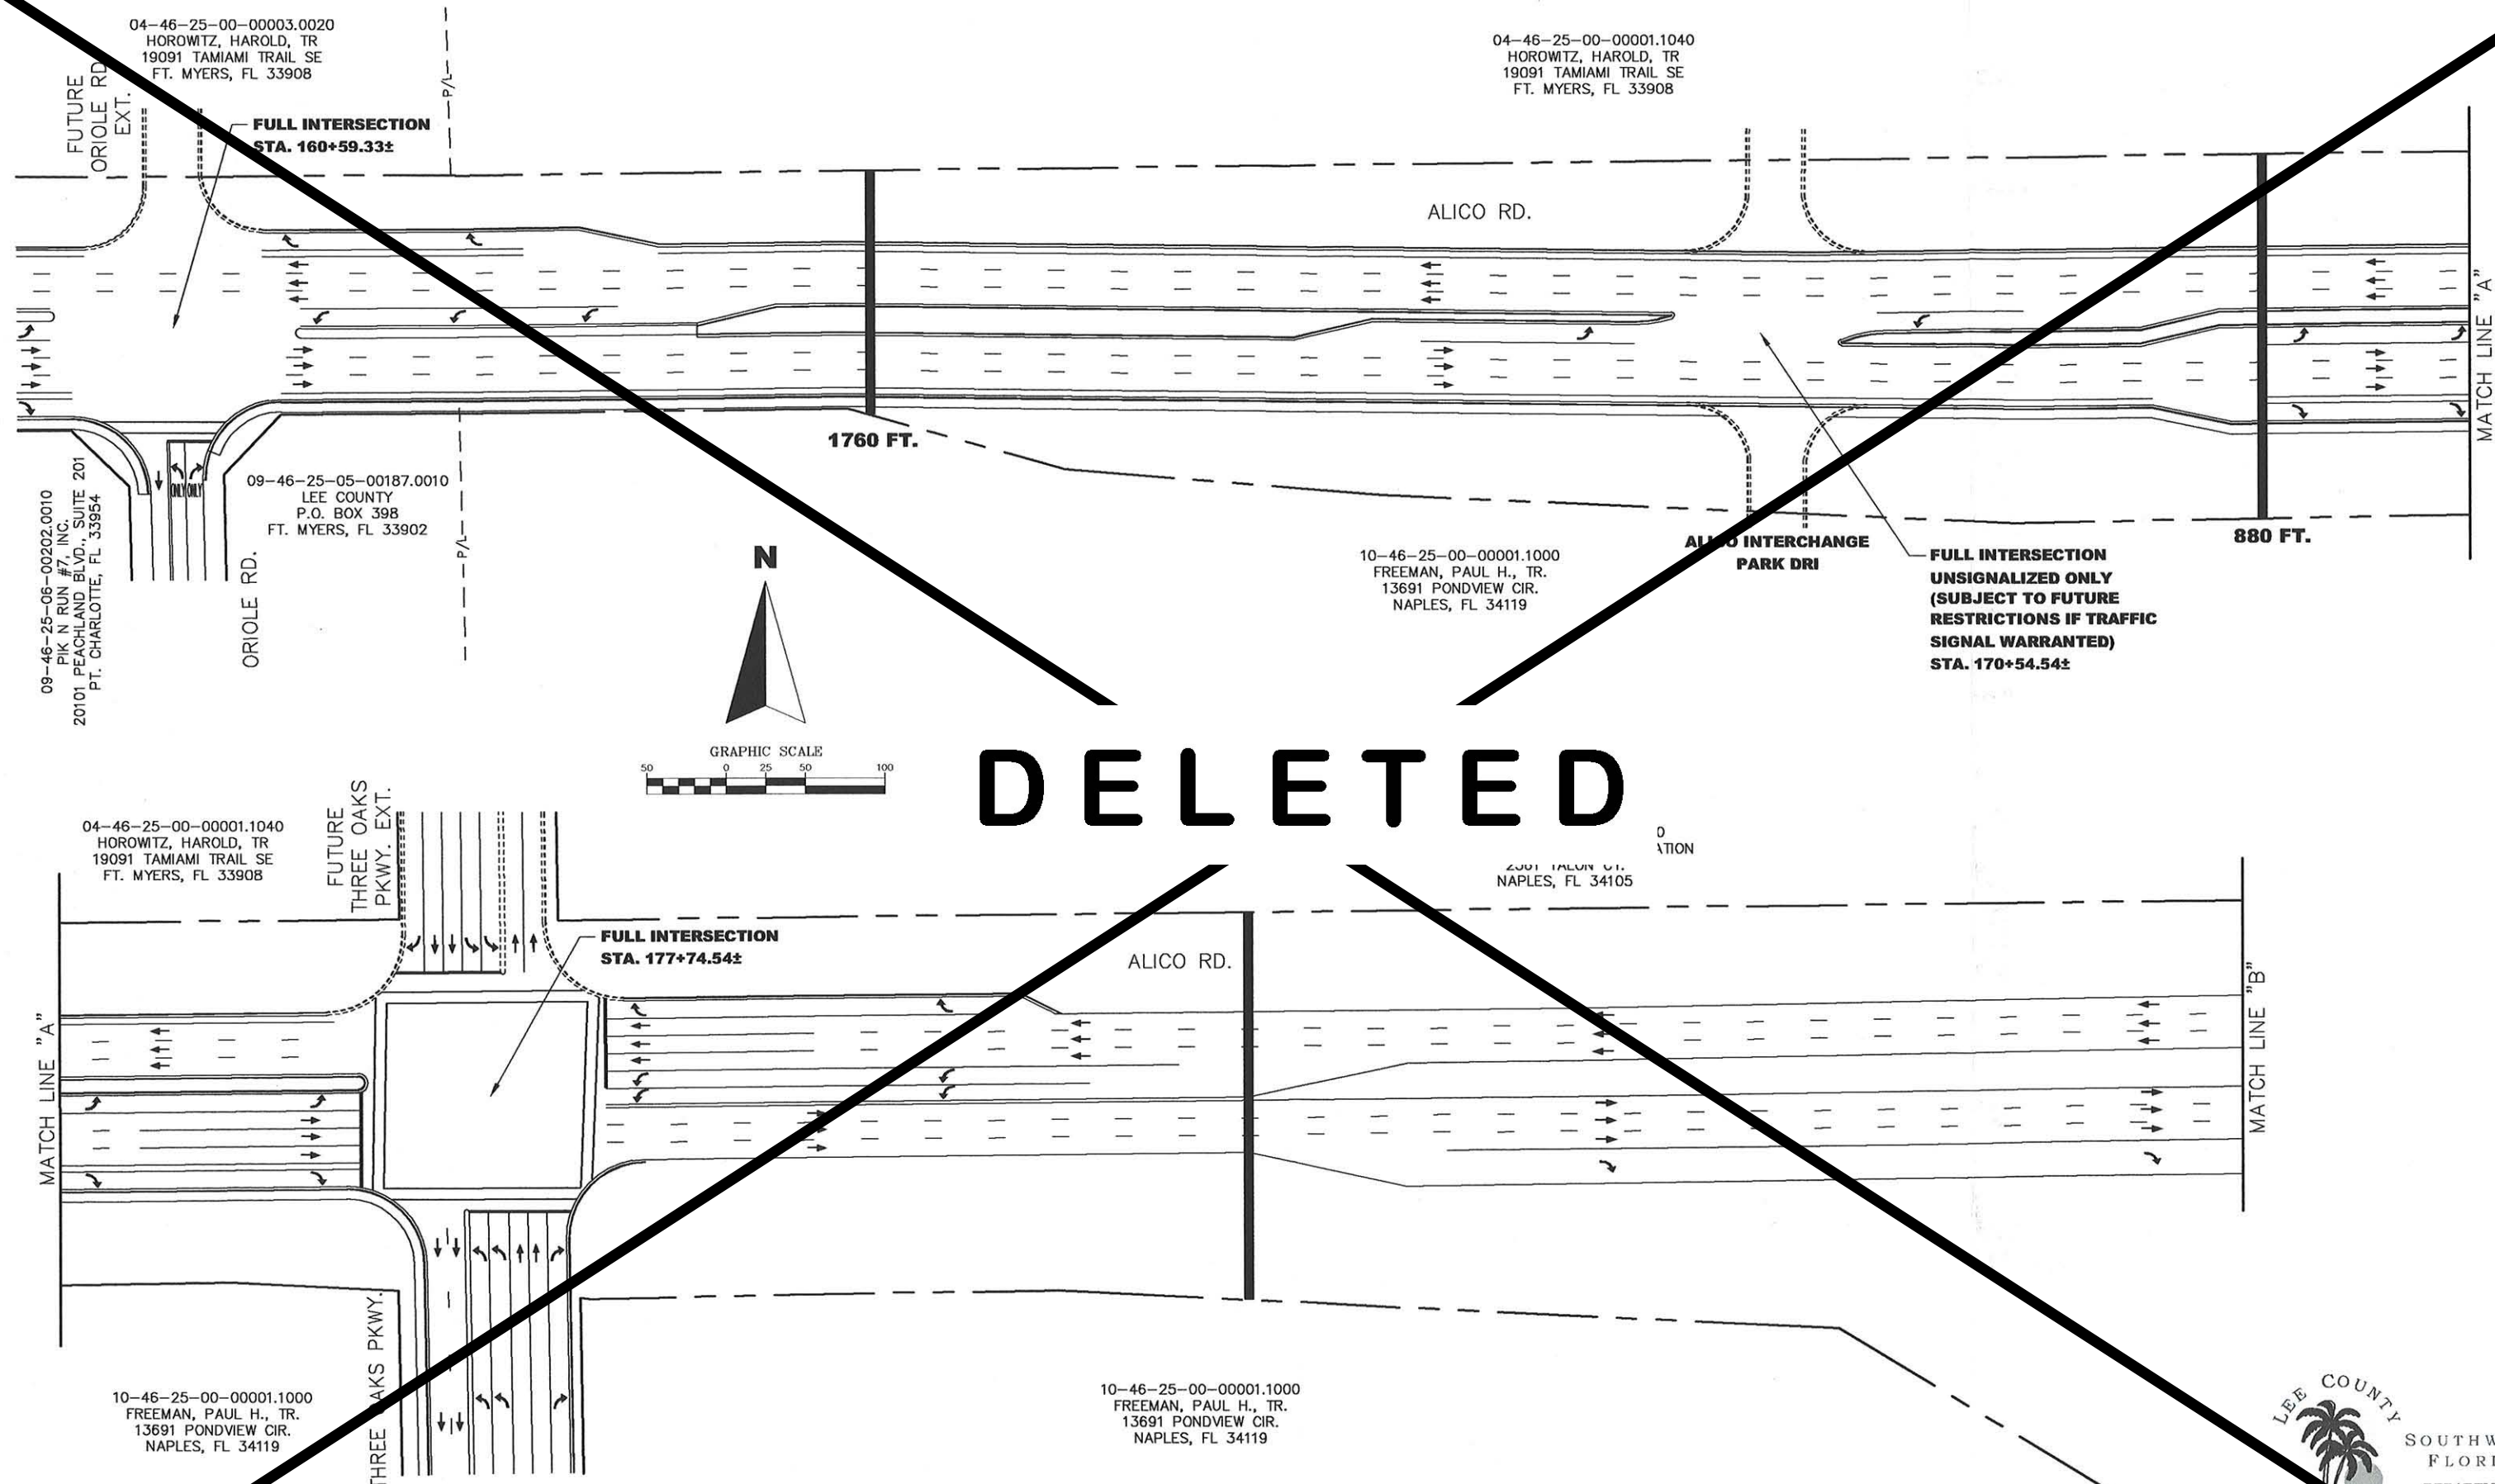 04-46-25-00-00003.0020
HOROWITZ, HAROLD, TR
19091 TAMIAMI TRAIL SE
FT. MYERS, FL 33908
FUTURE
ORIOLE RD.
EXT.
P/L
FULL INTERSECTION
STA. 160+59.33±
04-46-25-00-00001.1040
HOROWITZ, HAROLD, TR
19091 TAMIAMI TRAIL SE
FT. MYERS, FL 33908
ALICO RD.
MATCH LINE "A"
1760 FT.
880 FT.
ONLY ONLY
09-46-25-06-00202.0010
PIK N RUN #7, INC.
20101 PEACHLAND BLVD., SUITE 201
PT. CHARLOTTE, FL 33954
09-46-25-05-00187.0010
LEE COUNTY
P.O. BOX 398
FT. MYERS, FL 33902
ORIOLE RD.
P/L
N
10-46-25-00-00001.1000
FREEMAN, PAUL H., TR.
13691 PONDVIEW CIR.
NAPLES, FL 34119
INTERCHANGE
PARK DRI
FULL INTERSECTION
UNSIGNALIZED ONLY
(SUBJECT TO FUTURE
RESTRICTIONS IF TRAFFIC
SIGNAL WARRANTED)
STA. 170+54.54±
GRAPHIC SCALE
50 0 25 50 100
DELETED
04-46-25-00-00001.1040
HOROWITZ, HAROLD, TR
19091 TAMIAMI TRAIL SE
FT. MYERS, FL 33908
FUTURE
THREE OAKS
PKWY. EXT.
NAPLES, FL 34105
FULL INTERSECTION
STA. 177+74.54±
ALICO RD.
MATCH LINE "A"
MATCH LINE "B"
THREE OAKS PKWY.
10-46-25-00-00001.1000
FREEMAN, PAUL H., TR.
13691 PONDVIEW CIR.
NAPLES, FL 34119
10-46-25-00-00001.1000
FREEMAN, PAUL H., TR.
13691 PONDVIEW CIR.
NAPLES, FL 34119
LEE COUNTY